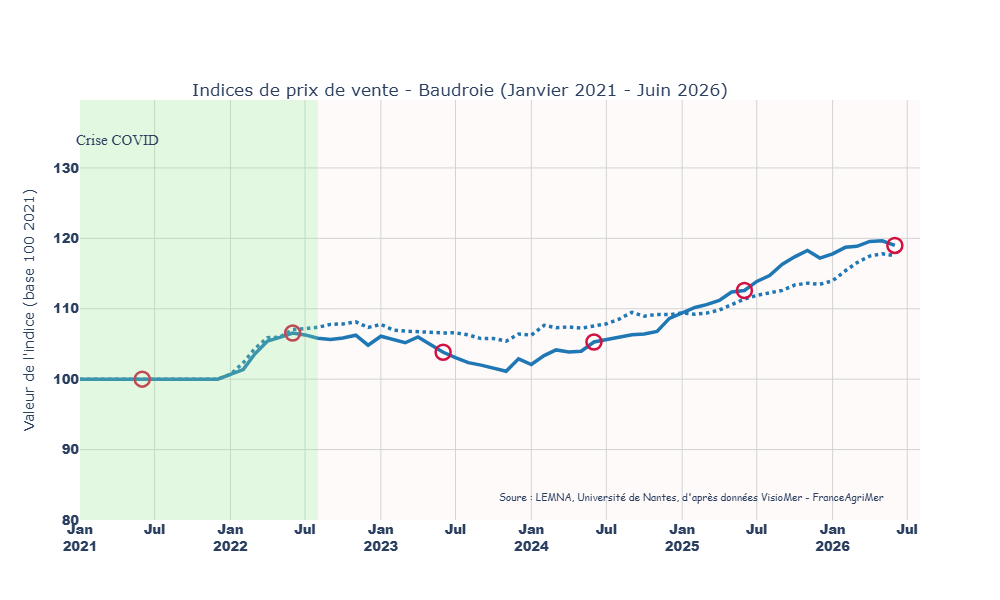 Indices de prix de vente - Baudroie (Janvier 2021 - Juin 2026)
Crise COVID
Valeur de l'indice (base 100 2021)
130
120
110
100
90
80
Soure : LEMNA, Université de Nantes, d'après données VisioMer - FranceAgriMer
Jan Jul Jan Jul Jan Jul Jan Jul Jan Jul Jan Jul
2021 2022 2023 2024 2025 2026